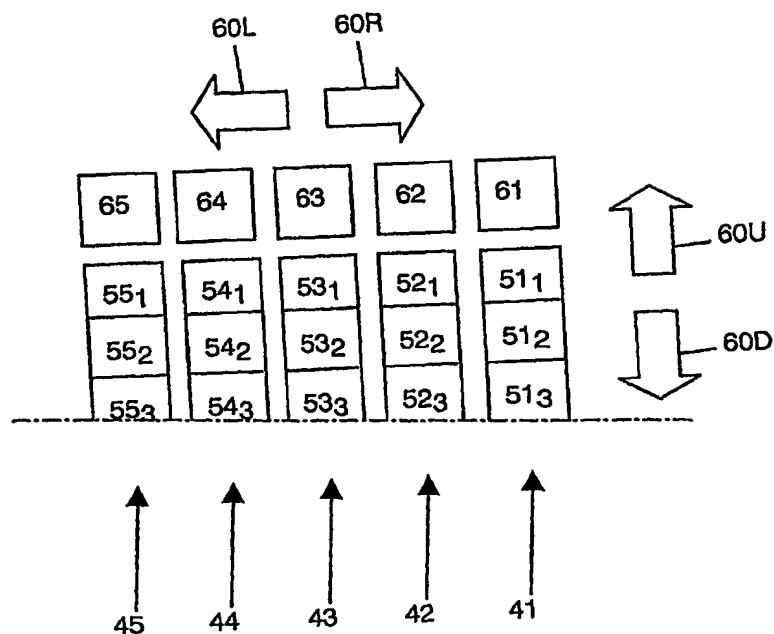 60L 60R
65 64 63 62 61
60U
55₁ 54₁ 53₁ 52₁ 51₁
55₂ 54₂ 53₂ 52₂ 51₂
60D
55₃ 54₃ 53₃ 52₃ 51₃
45 44 43 42 41